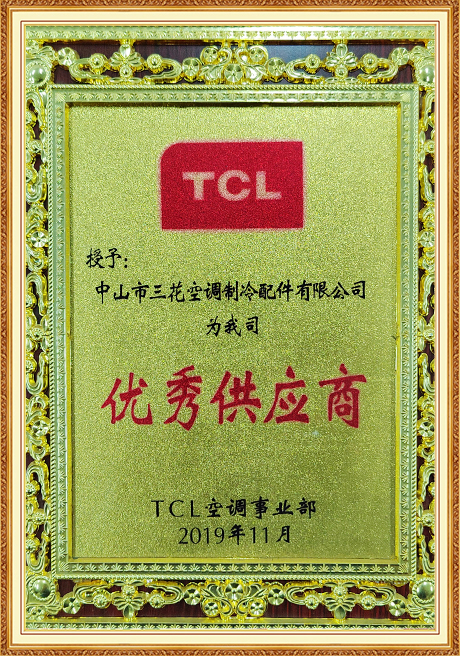 TCL
授予:
中山市三花空调制冷配件有限公司
为我司
优秀供应商
TCL空调事业部
2019年11月